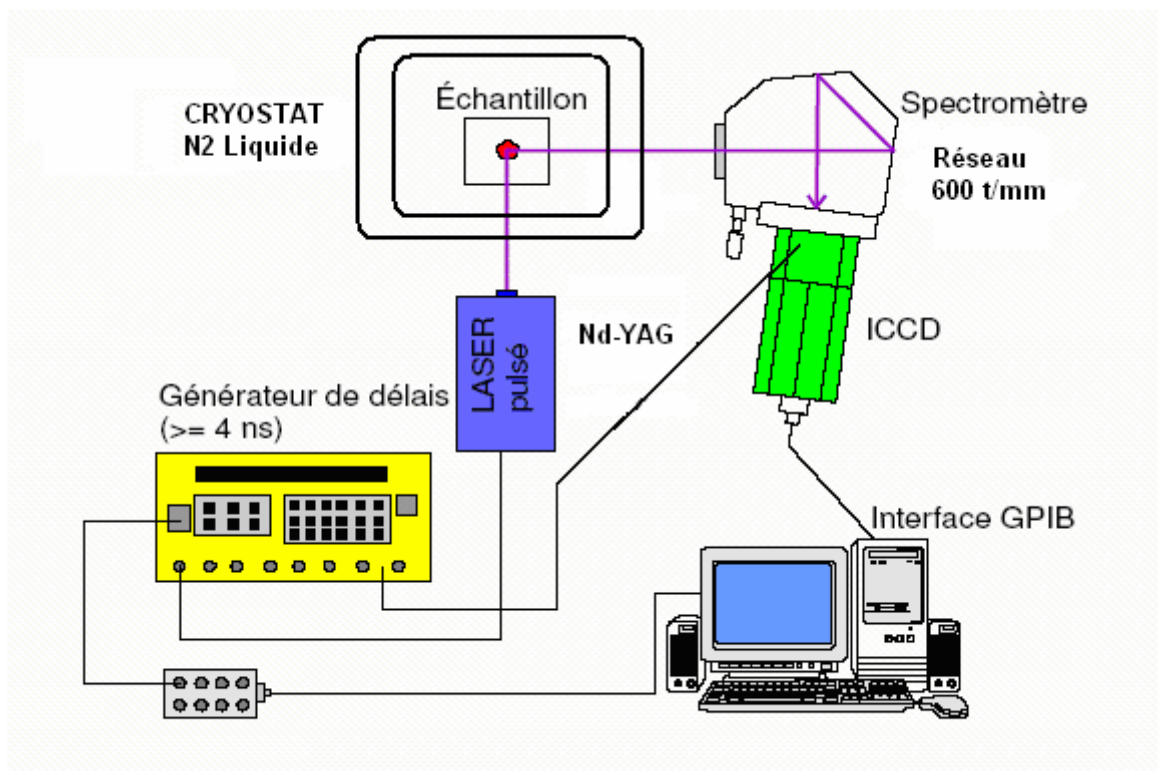 Échantillon
CRYOSTAT
N2 Liquide
Spectromètre
Réseau
600 t/mm
Nd-YAG
ICCD
LASER
pulsé
Générateur de délais
(>= 4 ns)
Interface GPIB